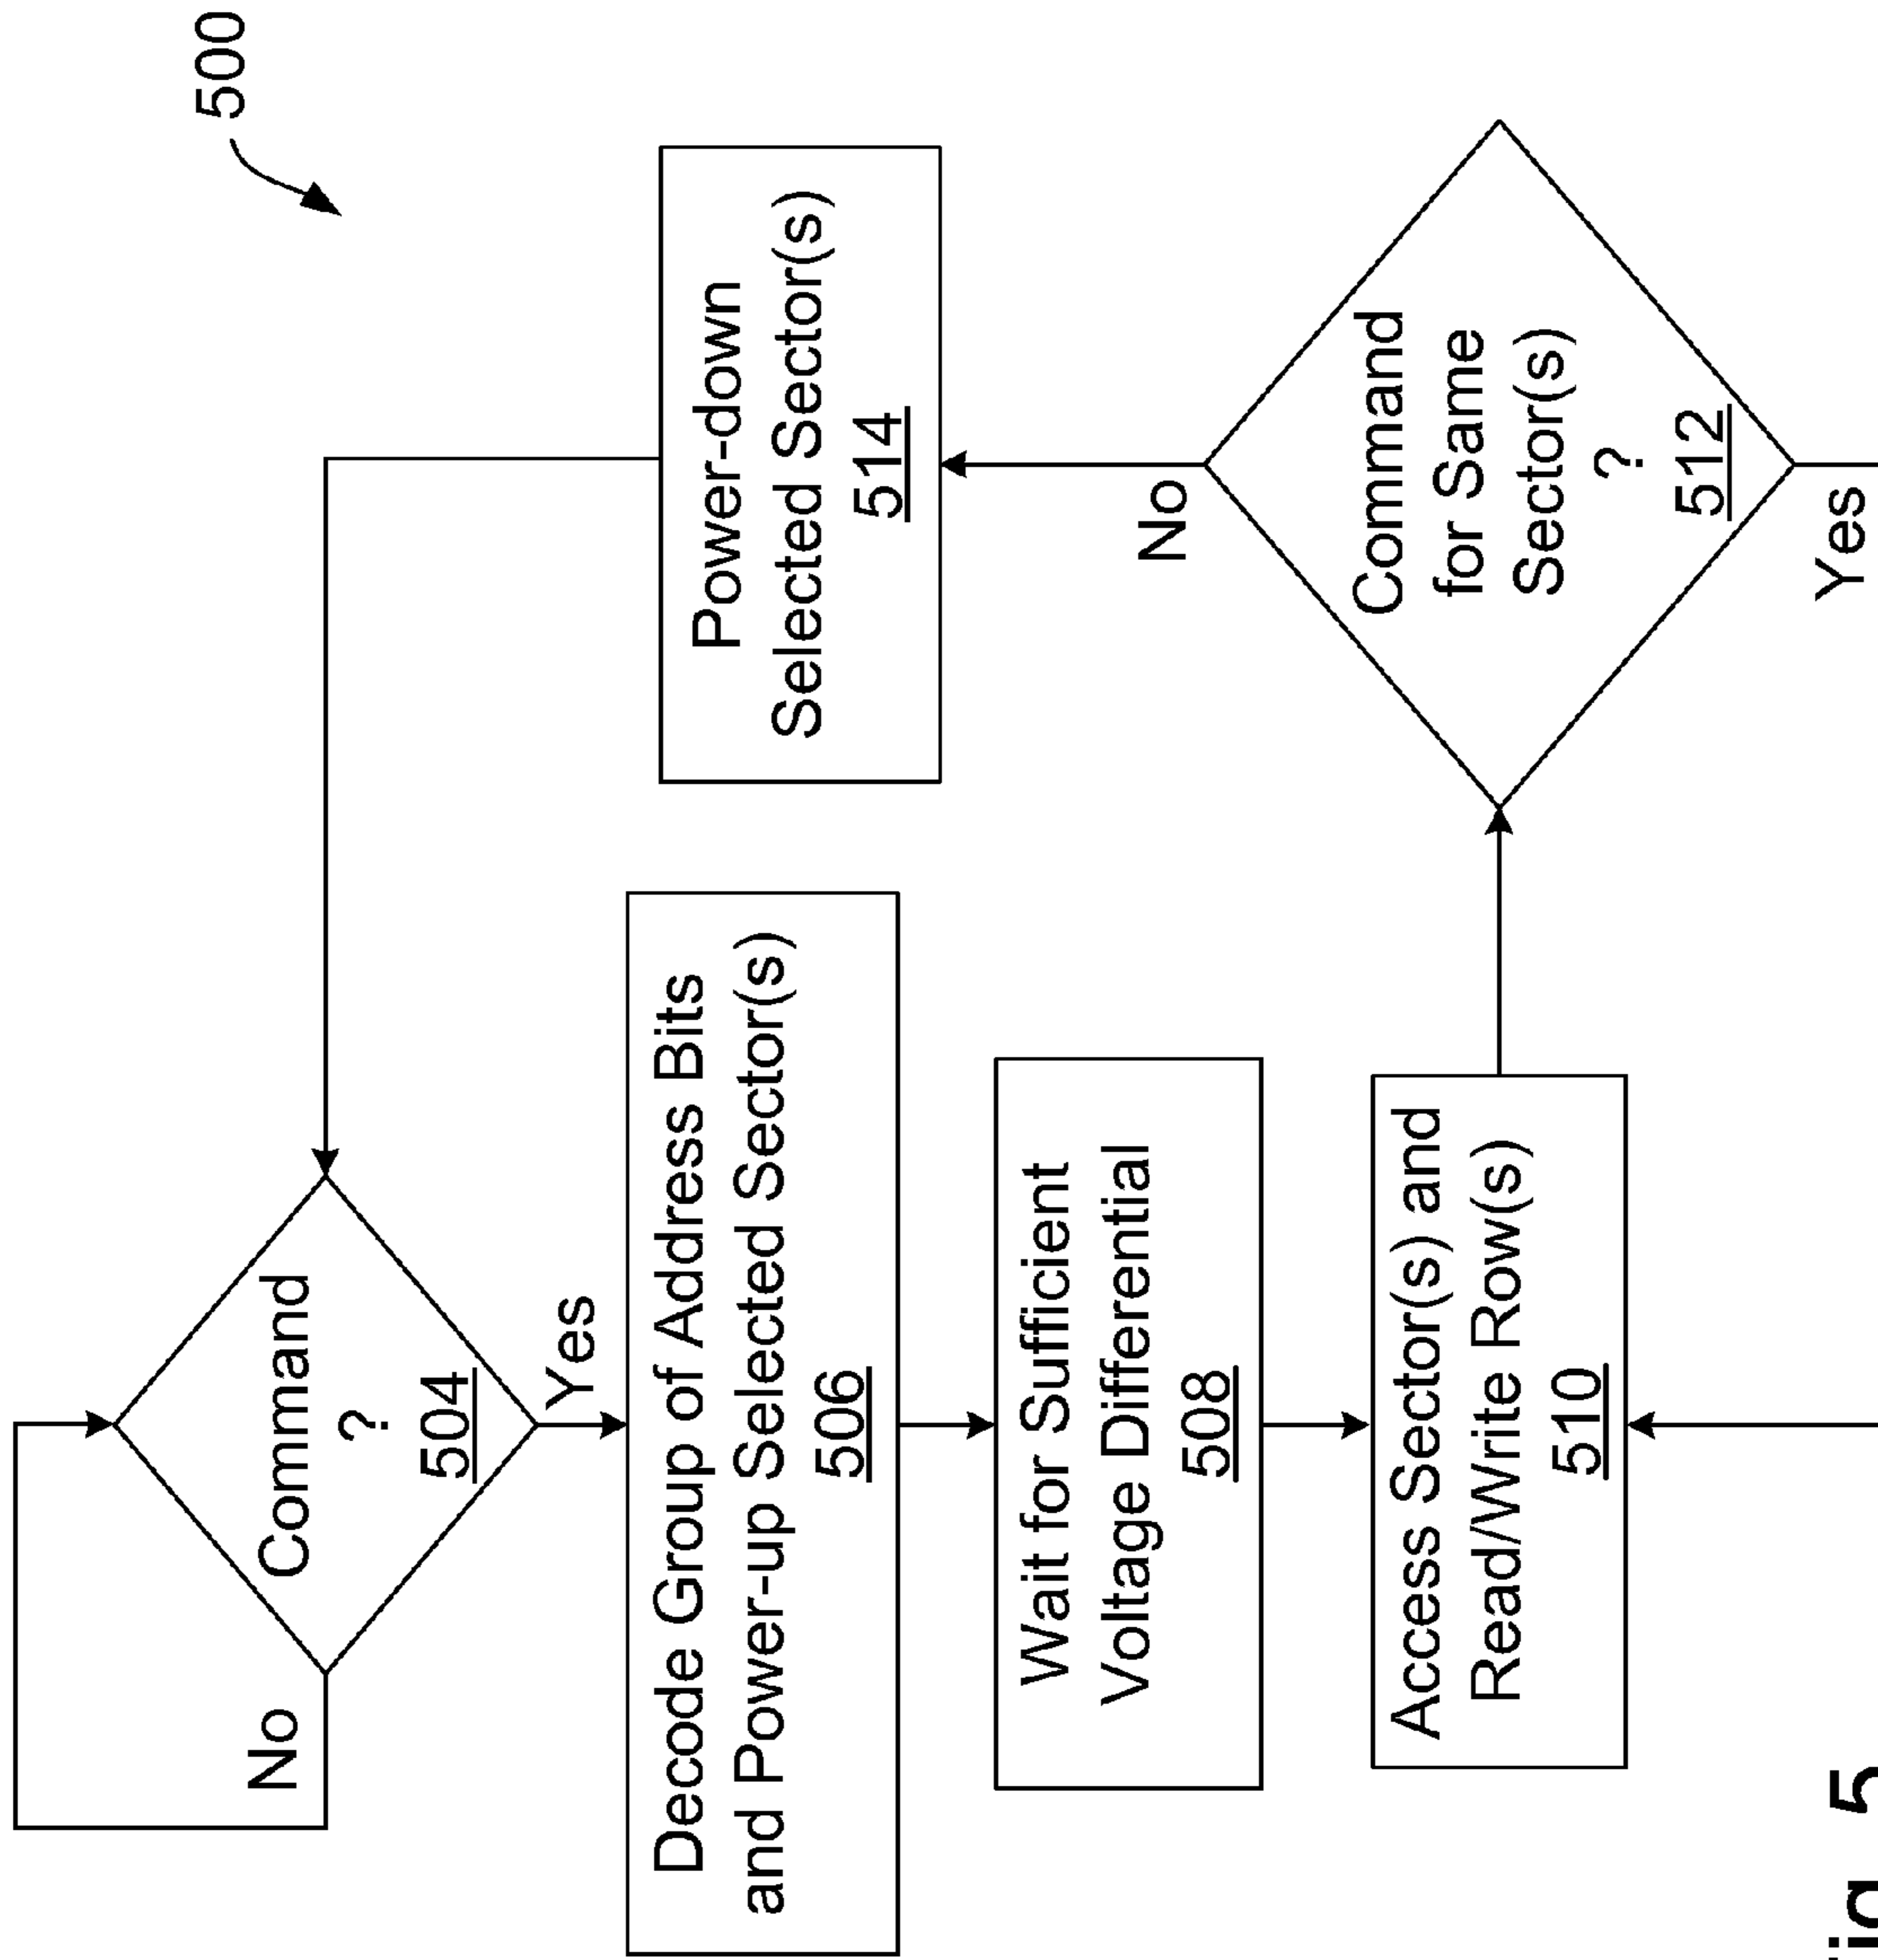 500
Command
?
504
No
Yes
Decode Group of Address Bits
and Power-up Selected Sector(s)
506
Wait for Sufficient
Voltage Differential
508
Access Sector(s) and
Read/Write Row(s)
510
Command
for Same
Sector(s)
?
512
No
Yes
Power-down
Selected Sector(s)
514